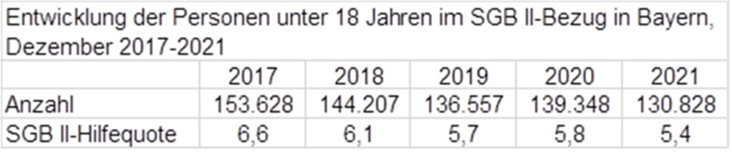 Entwicklung der Personen unter 18 Jahren im SGB II-Bezug in Bayern,
Dezember 2017-2021
2017 2018 2019 2020 2021
Anzahl 153.628 144.207 136.557 139.348 130.828
SGB II-Hilfequote 6,6 6,1 5,7 5,8 5,4